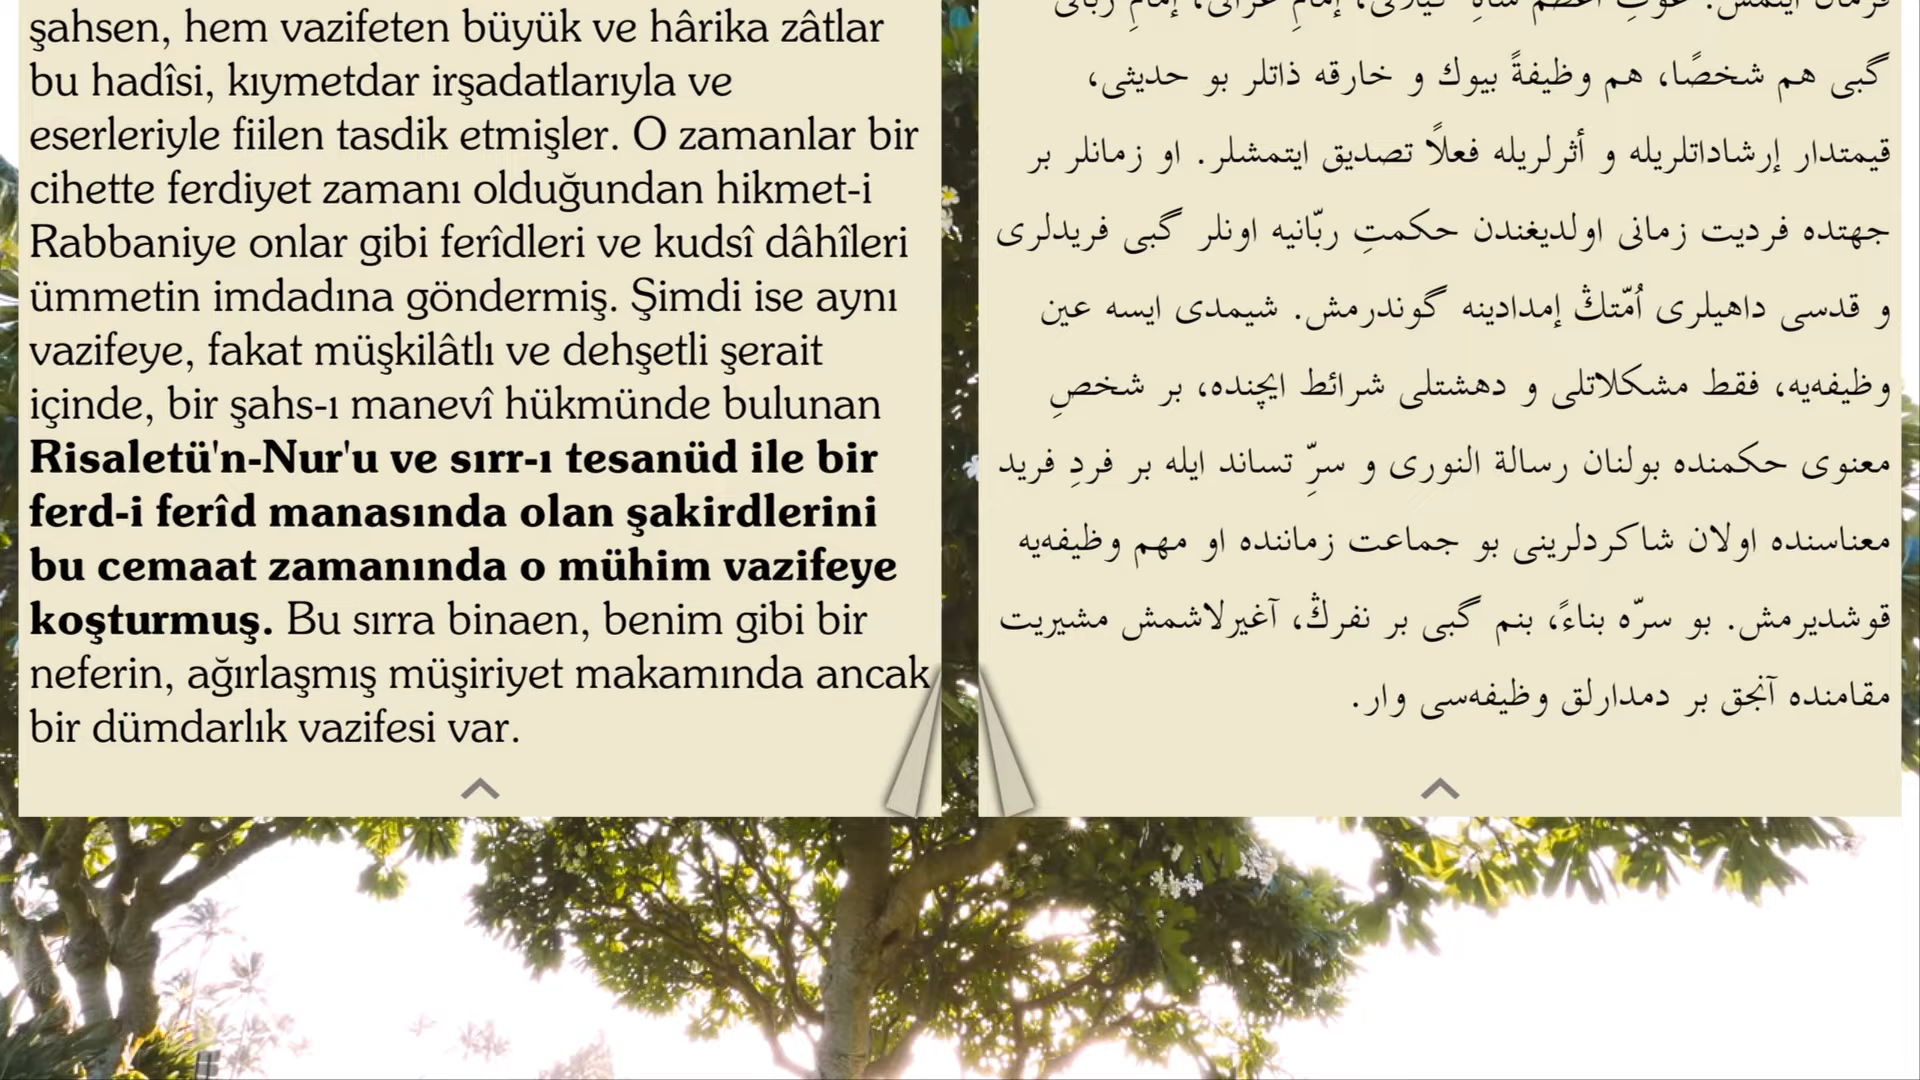 şahsen, hem vazifeten büyük ve hârika zâtlar
bu hadîsi, kıymetdar irşadatlarıyla ve
eserleriyle fiilen tasdik etmişler. O zamanlar bir
cihette ferdiyet zamanı olduğundan hikmet-i
Rabbaniye onlar gibi ferîdleri ve kudsî dâhîleri
ümmetin imdadına göndermiş. Şimdi ise aynı
vazifeye, fakat müşkilâtlı ve dehşetli şerait
içinde, bir şahs-ı manevî hükmünde bulunan
Risaletü'n-Nur'u ve sırr-ı tesanüd ile bir
ferd-i ferîd manasında olan şakirdlerini
bu cemaat zamanında o mühim vazifeye
koşturmuş. Bu sırra binaen, benim gibi bir
neferin, ağırlaşmış müşiriyet makamında ancak
bir dümdarlık vazifesi var.
گبی هم شخصًا، هم وظیفةً بیوك و خارقه ذاتلر بو حدیثی،
قیمتدار إرشاداتلریله و أثرلریله فعلاً تصدیق ایتمشلر. او زمانلر بر
جهتده فردیت زمانی اولدیغندن حكمتِ ربّانیه اونلر گبی فریدلری
و قدسی داهیلری اُمّتڭ إمدادینه گوندرمش. شیمدی ایسه عین
وظیفه‌یه، فقط مشكلاتلی و دهشتلی شرائط ایچنده، بر شخصِ
معنوی حكمنده بولنان رسالة النوری و سرِّ تساند ایله بر فردِ فرید
معناسنده اولان شاكردلرینی بو جماعت زماننده او مهم وظیفه‌یه
قوشدیرمش. بو سرّه بناءً، بنم گبی بر نفرڭ، آغیرلاشمش مشیریت
مقامنده آنجق بر دمدارلق وظیفه‌سی وار.